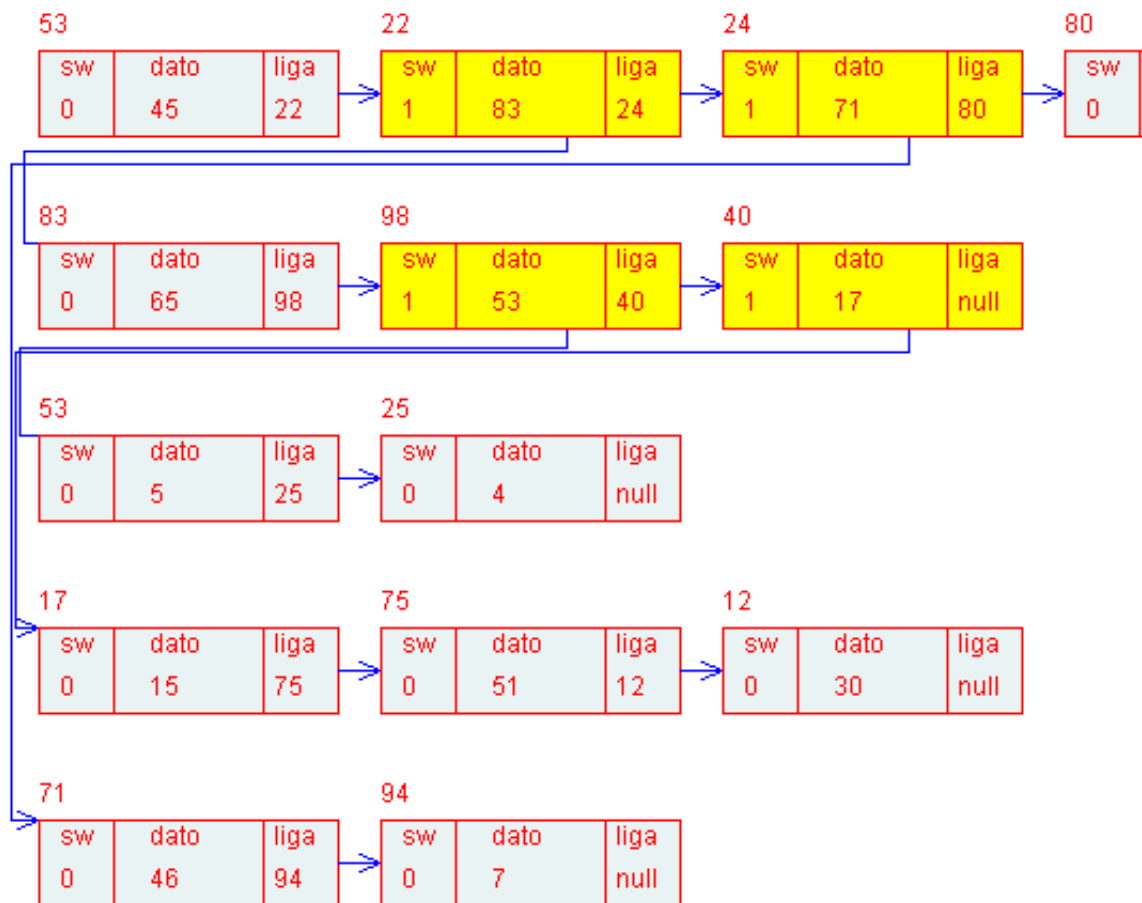 53 22 24 80
sw dato liga sw dato liga sw dato liga sw
0 45 22 1 83 24 1 71 80 0
83 98 40
sw dato liga sw dato liga sw dato liga
0 65 98 1 53 40 1 17 null
53 25
sw dato liga sw dato liga
0 5 25 0 4 null
17 75 12
sw dato liga sw dato liga sw dato liga
0 15 75 0 51 12 0 30 null
71 94
sw dato liga sw dato liga
0 46 94 0 7 null